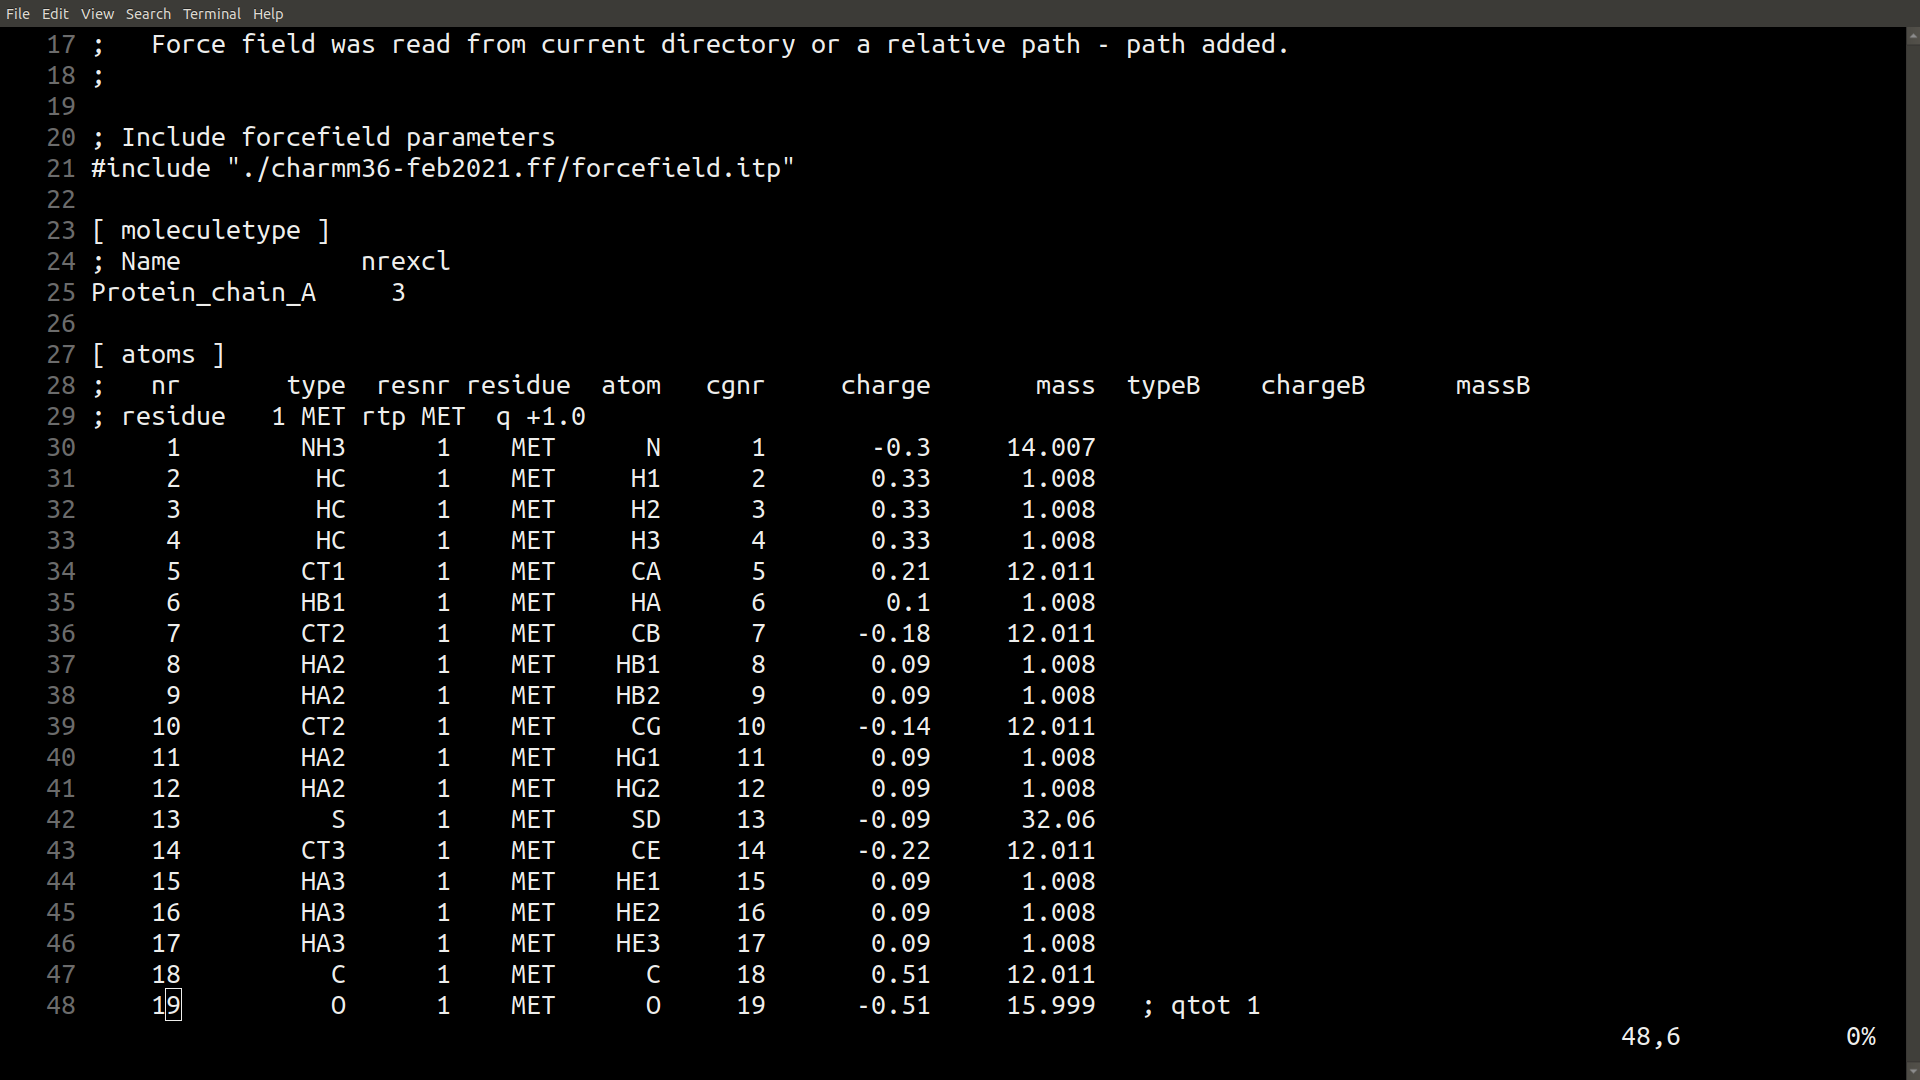 File Edit View Search Terminal Help
17 ;   Force field was read from current directory or a relative path - path added.
18 ;
19
20 ; Include forcefield parameters
21 #include "./charmm36-feb2021.ff/forcefield.itp"
22
23 [ moleculetype ]
24 ; Name            nrexcl
25 Protein_chain_A     3
26
27 [ atoms ]
28 ;   nr       type  resnr residue  atom   cgnr     charge       mass  typeB    chargeB      massB
29 ; residue   1 MET rtp MET  q +1.0
30      1        NH3      1    MET      N      1       -0.3     14.007
31      2         HC      1    MET     H1      2       0.33      1.008
32      3         HC      1    MET     H2      3       0.33      1.008
33      4         HC      1    MET     H3      4       0.33      1.008
34      5        CT1      1    MET     CA      5       0.21     12.011
35      6        HB1      1    MET     HA      6        0.1      1.008
36      7        CT2      1    MET     CB      7      -0.18     12.011
37      8        HA2      1    MET    HB1      8       0.09      1.008
38      9        HA2      1    MET    HB2      9       0.09      1.008
39     10        CT2      1    MET     CG     10      -0.14     12.011
40     11        HA2      1    MET    HG1     11       0.09      1.008
41     12        HA2      1    MET    HG2     12       0.09      1.008
42     13          S      1    MET     SD     13      -0.09      32.06
43     14        CT3      1    MET     CE     14      -0.22     12.011
44     15        HA3      1    MET    HE1     15       0.09      1.008
45     16        HA3      1    MET    HE2     16       0.09      1.008
46     17        HA3      1    MET    HE3     17       0.09      1.008
47     18          C      1    MET      C     18       0.51     12.011
48     19          O      1    MET      O     19      -0.51     15.999   ; qtot 1
48,6           0%